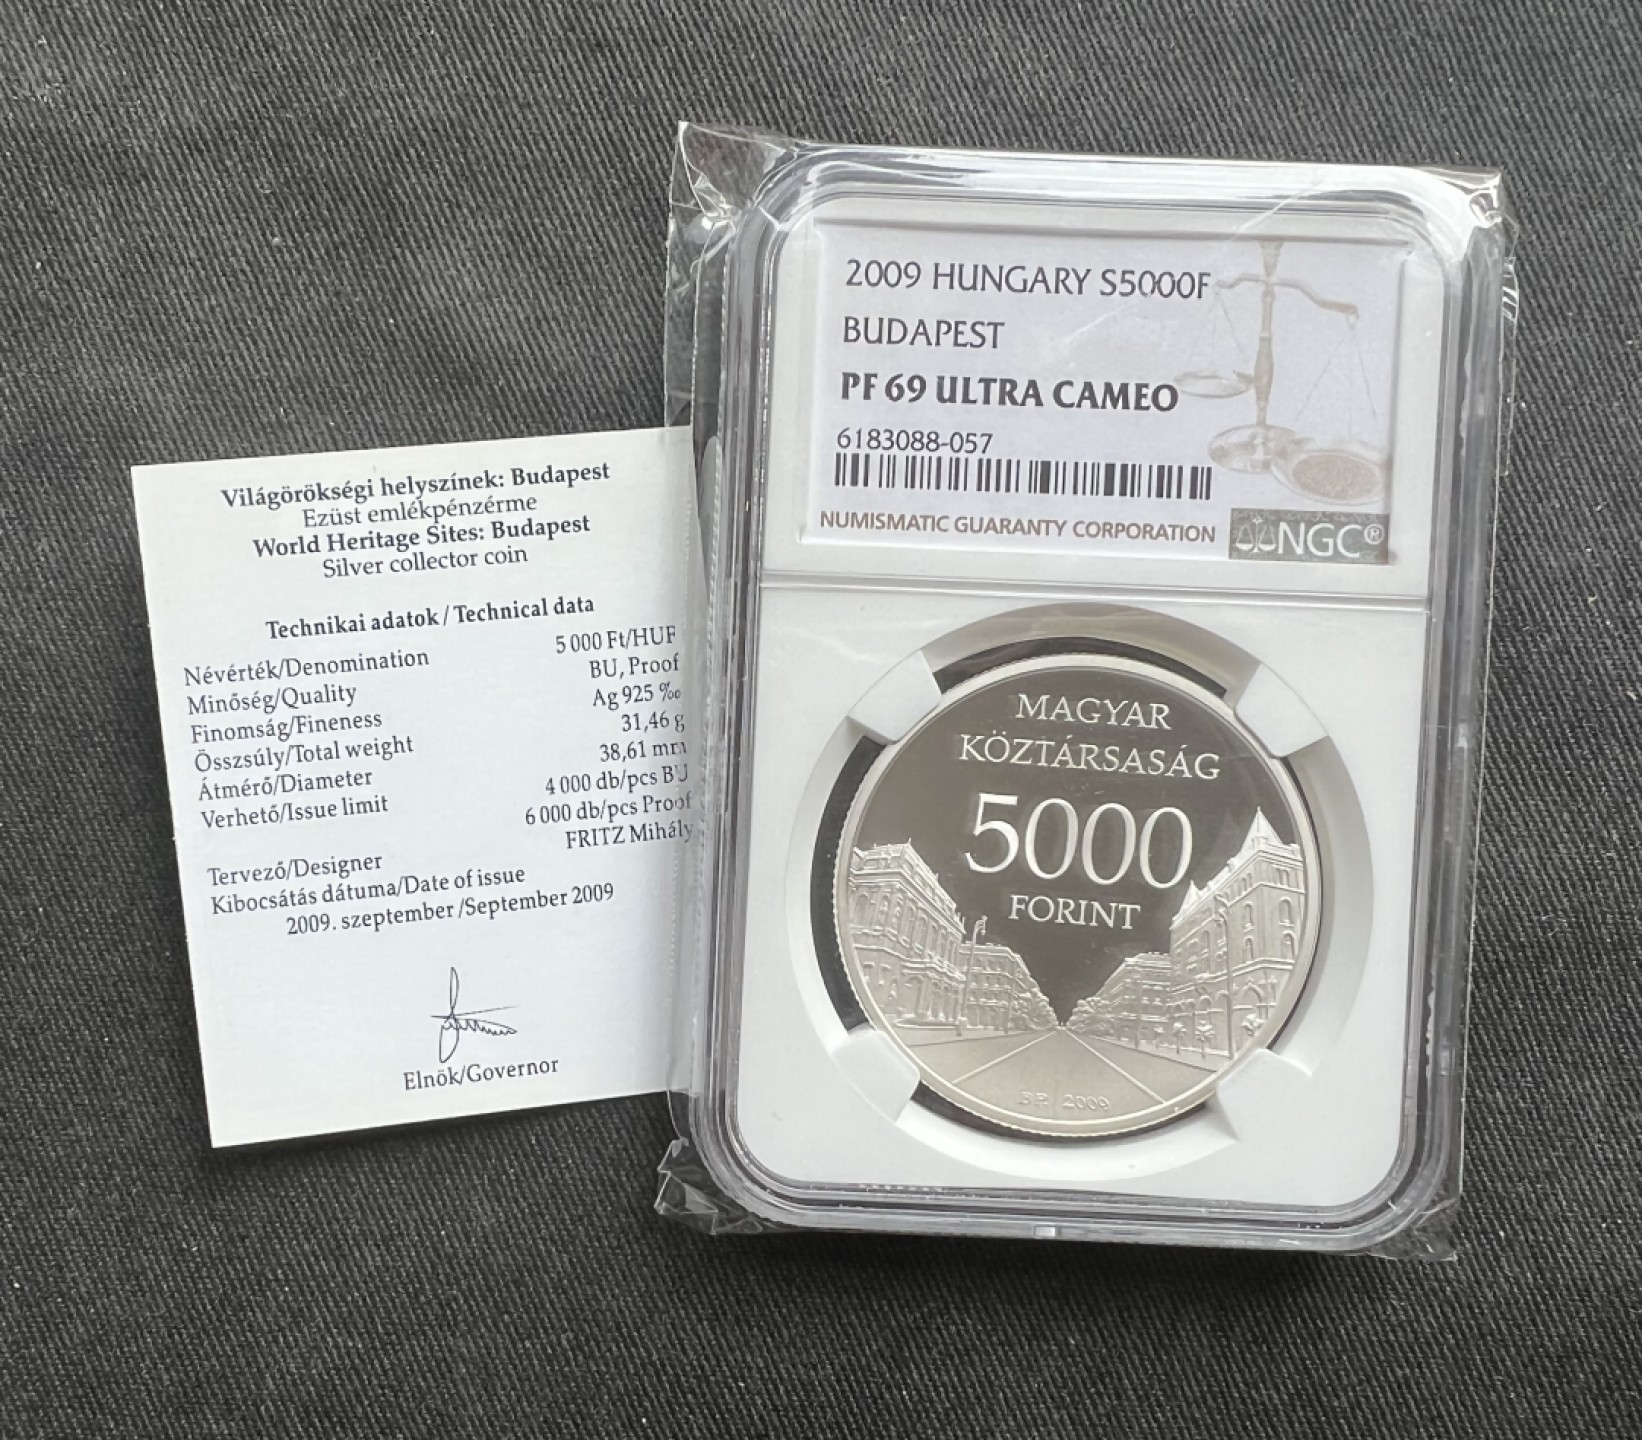 Világörökségi helyszínek: Budapest
Ezüst emlékpénzérme
World Heritage Sites: Budapest
Silver collector coin
Technikai adatok / Technical data
Névérték/Denomination 5 000 Ft/HUF
Minőség/Quality BU, Proof
Finomság/Fineness Ag 925 ‰
Összsúly/Total weight 31,46 g
Átmérő/Diameter 38,61 mm
Verhető/Issue limit 4 000 db/pcs BU
6 000 db/pcs Proof
Tervező/Designer FRITZ Mihály
Kibocsátás dátuma/Date of issue
2009. szeptember /September 2009
Elnök/Governor
2009 HUNGARY S5000F
BUDAPEST
PF 69 ULTRA CAMEO
6183088-057
NUMISMATIC GUARANTY CORPORATION NGC®
MAGYAR
KÖZTÁRSASÁG
5000
FORINT
BP. 2009